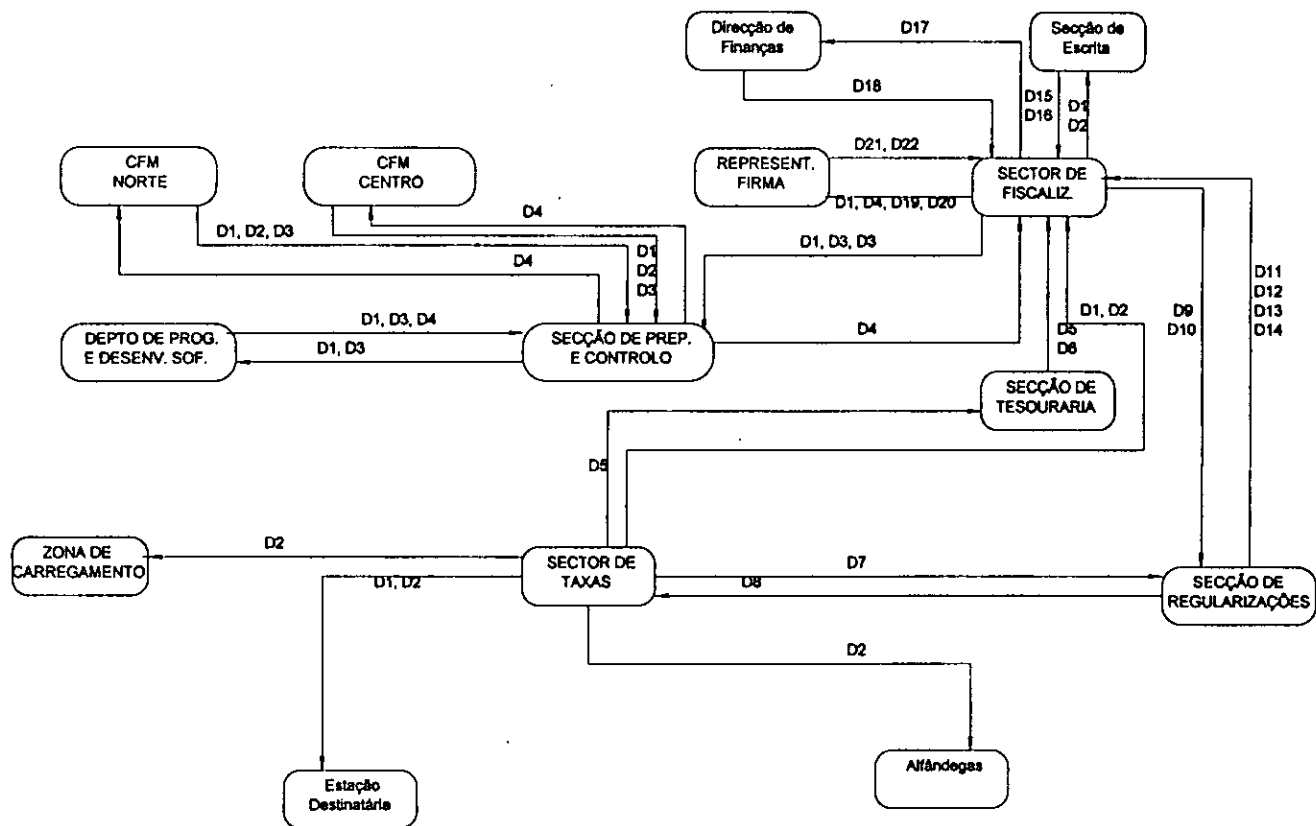 Direcção de
Finanças
D17
Secção de
Escrita
D18
D15
D16
D1
D2
CFM
NORTE
CFM
CENTRO
REPRESENT.
FIRMA
D21, D22
SECTOR DE
FISCALIZ.
D1, D4, D19, D20
D4
D1, D2, D3
D4
D1
D2
D3
D1, D3, D3
D11
D12
D13
D14
D9
D10
D1, D2
DEPTO DE PROG.
E DESENV. SOF.
D1, D3, D4
D1, D3
SECÇÃO DE PREP.
E CONTROLO
D4
D5
D6
SECÇÃO DE
TESOURARIA
D5
ZONA DE
CARREGAMENTO
D2
D1, D2
SECTOR DE
TAXAS
D7
D8
SECÇÃO DE
REGULARIZAÇÕES
D2
Estação
Destinatária
Alfândegas